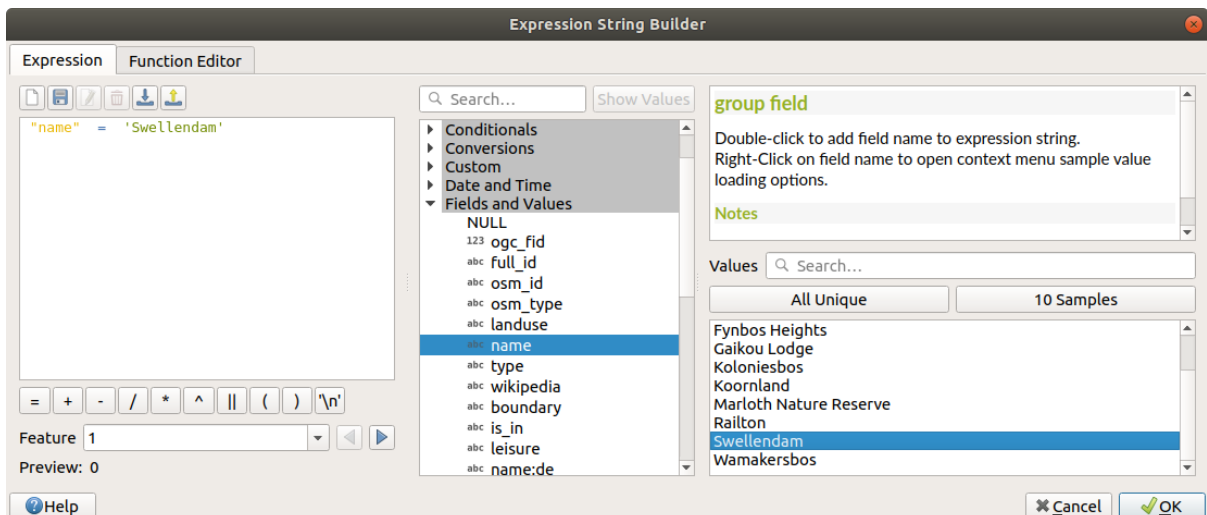 Expression String Builder
Expression
Function Editor
"name" = 'Swellendam'
= + - / * ^ || ( ) '\n'
Feature 1
Preview: 0
Search...
Show Values
Conditionals
Conversions
Custom
Date and Time
Fields and Values
NULL
123 ogc_fid
abc full_id
abc osm_id
abc osm_type
abc landuse
abc name
abc type
abc wikipedia
abc boundary
abc is_in
abc leisure
abc name:de
group field
Double-click to add field name to expression string.
Right-Click on field name to open context menu sample value
loading options.
Notes
Values
Search...
All Unique
10 Samples
Fynbos Heights
Gaikou Lodge
Koloniesbos
Koornland
Marloth Nature Reserve
Railton
Swellendam
Wamakersbos
Help
Cancel
OK